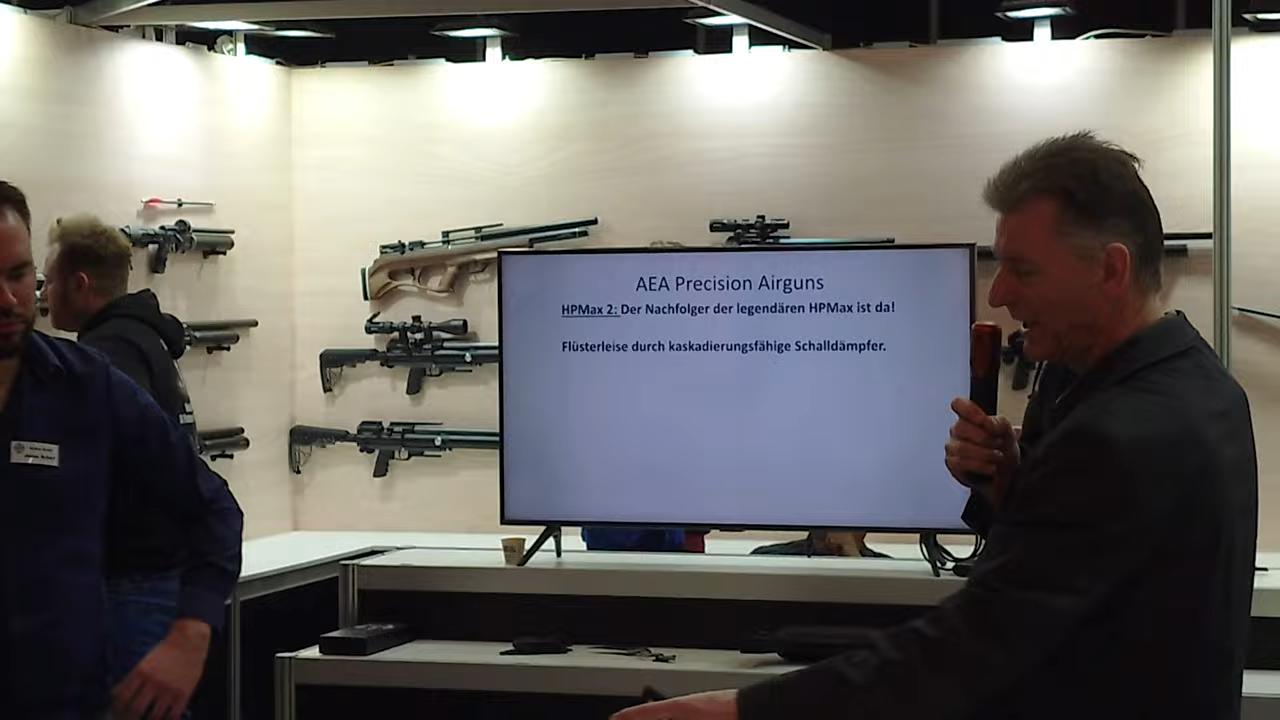 AEA Precision Airguns
HPMax 2: Der Nachfolger der legendären HPMax ist da!
Flüsterleise durch kaskadierungsfähige Schalldämpfer.